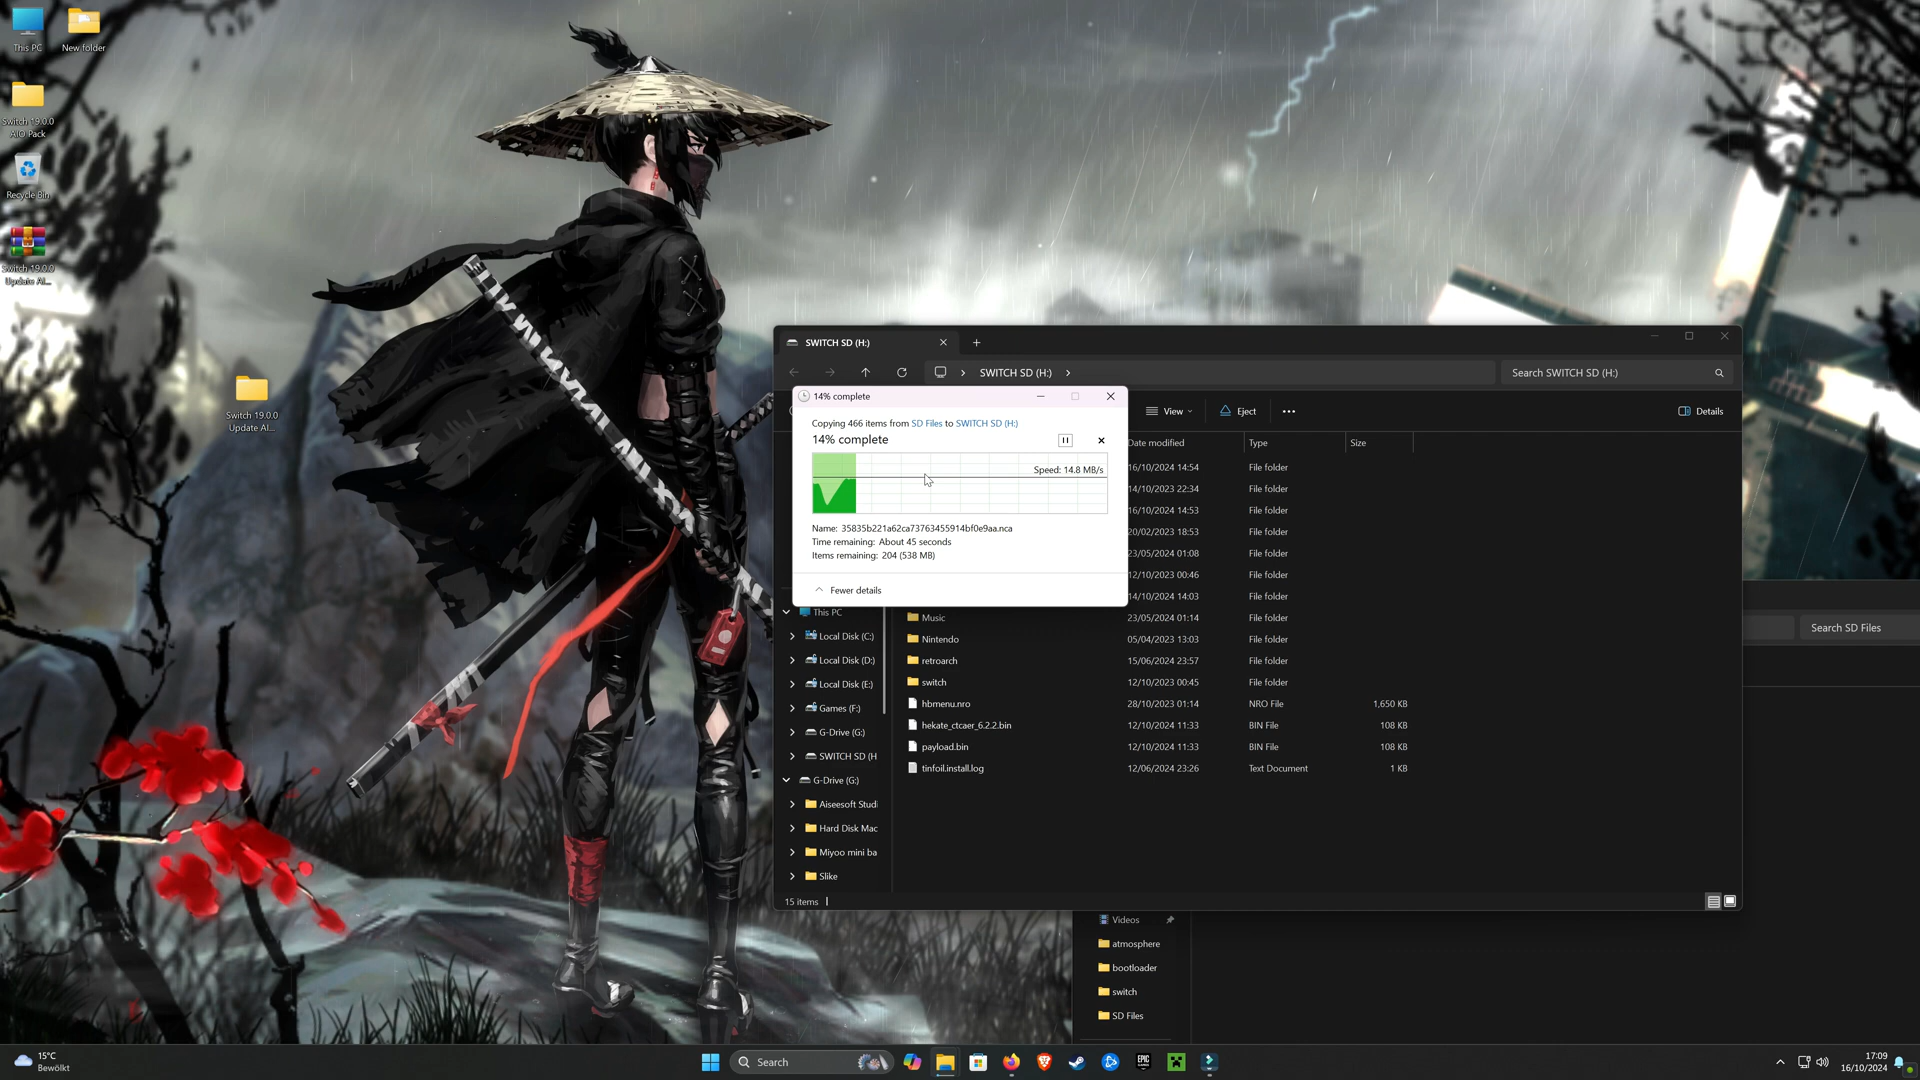 This PC
New folder
Switch 19.0.0
AIO Pack
Recycle Bin
Switch 19.0.0
Update AI...
Switch 19.0.0
Update AI...
SWITCH SD (H:)
SWITCH SD (H:)
Search SWITCH SD (H:)
14% complete
View
Eject
Details
Copying 466 items from SD Files to SWITCH SD (H:)
14% complete
Speed: 14.8 MB/s
Name: 35835b221a62ca73763455914bf0e9aa.nca
Time remaining: About 45 seconds
Items remaining: 204 (538 MB)
Fewer details
Date modified Type Size
16/10/2024 14:54 File folder
14/10/2023 22:34 File folder
16/10/2024 14:53 File folder
20/02/2023 18:53 File folder
23/05/2024 01:08 File folder
12/10/2023 00:46 File folder
14/10/2024 14:03 File folder
Music 23/05/2024 01:14 File folder
Nintendo 05/04/2023 13:03 File folder
retroarch 15/06/2024 23:57 File folder
switch 12/10/2023 00:45 File folder
hbmenu.nro 28/10/2023 01:14 NRO File 1,650 KB
hekate_ctcaer_6.2.2.bin 12/10/2024 11:33 BIN File 108 KB
payload.bin 12/10/2024 11:33 BIN File 108 KB
tinfoil.install.log 12/06/2024 23:26 Text Document 1 KB
This PC
Local Disk (C:)
Local Disk (D:)
Local Disk (E:)
Games (F:)
G-Drive (G:)
SWITCH SD (H
G-Drive (G:)
Aiseesoft Studi
Hard Disk Mac
Miyoo mini ba
Slike
15 items
Search SD Files
Videos
atmosphere
bootloader
switch
SD Files
15°C
Bewölkt
Search
EPIC
GAMES
17:09
16/10/2024